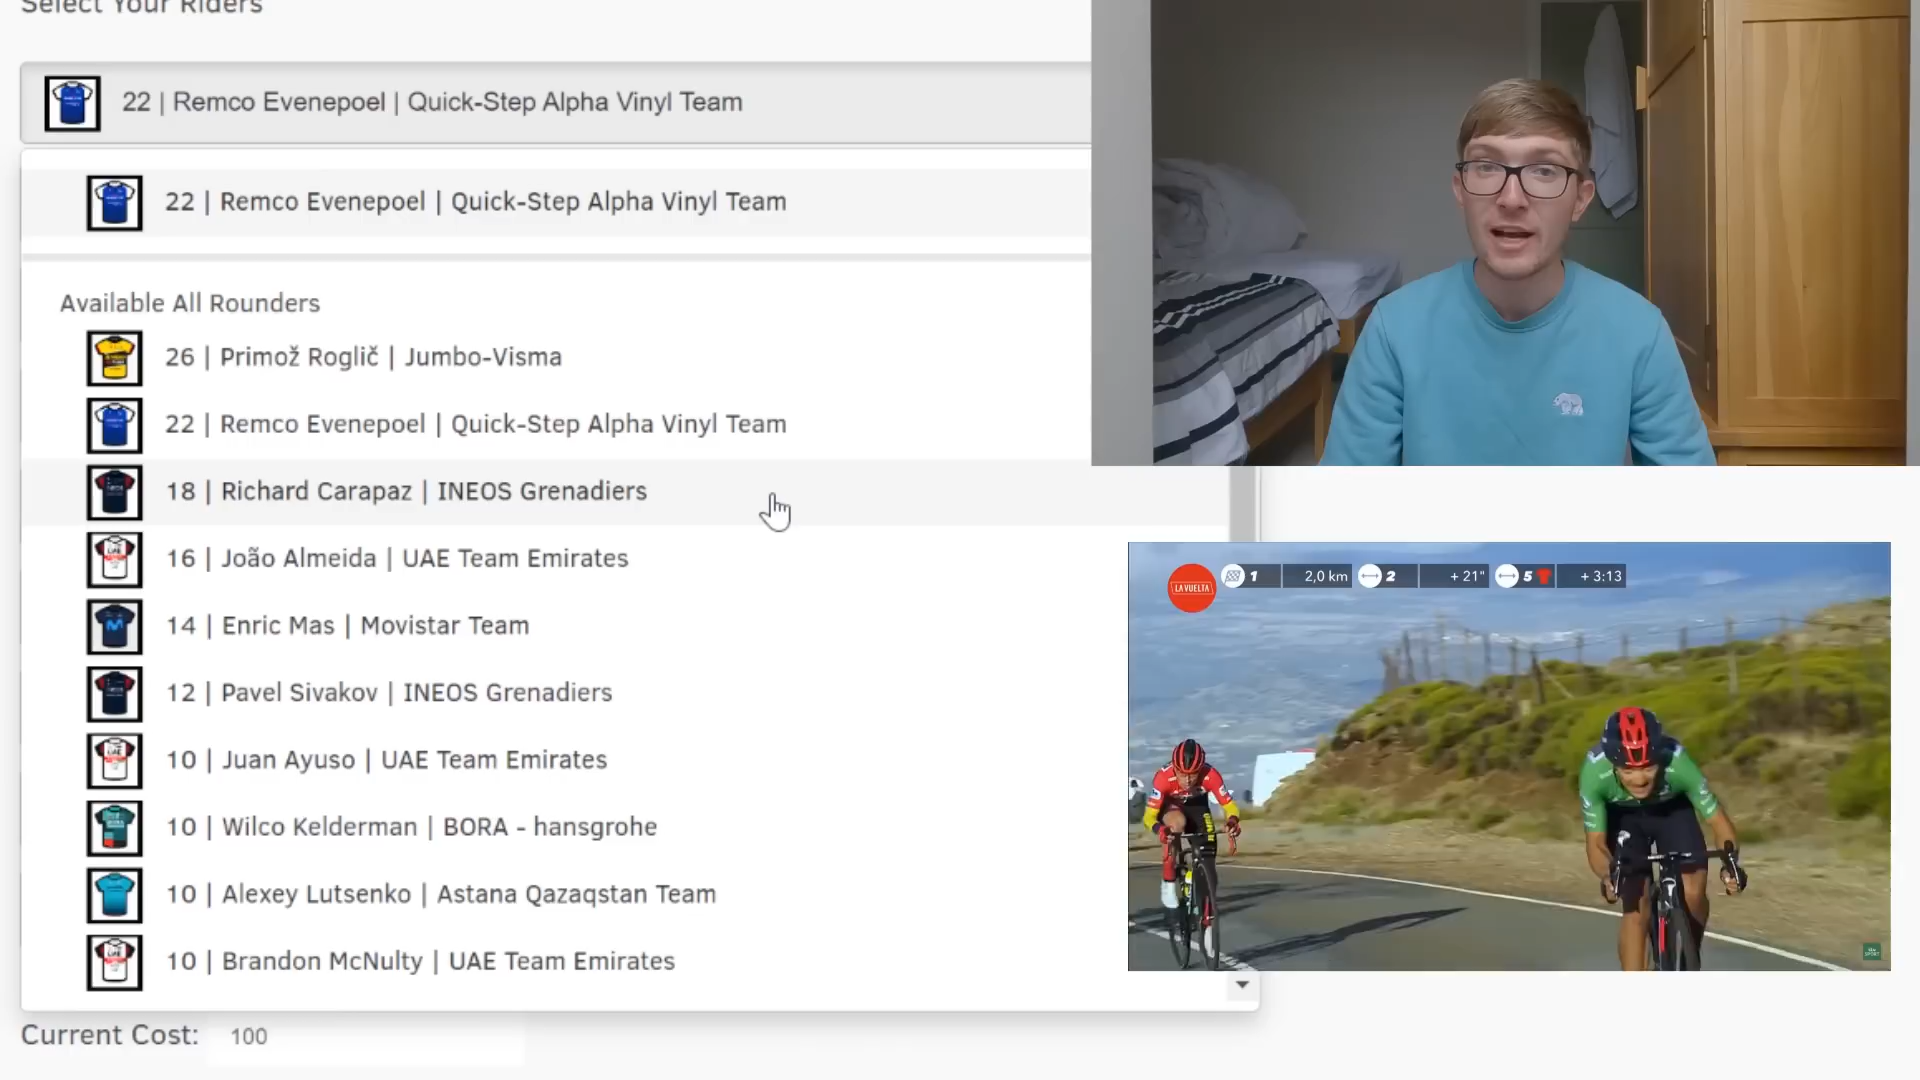 Select Your Riders
22 | Remco Evenepoel | Quick-Step Alpha Vinyl Team
22 | Remco Evenepoel | Quick-Step Alpha Vinyl Team
Available All Rounders
26 | Primož Roglič | Jumbo-Visma
22 | Remco Evenepoel | Quick-Step Alpha Vinyl Team
18 | Richard Carapaz | INEOS Grenadiers
16 | João Almeida | UAE Team Emirates
14 | Enric Mas | Movistar Team
12 | Pavel Sivakov | INEOS Grenadiers
10 | Juan Ayuso | UAE Team Emirates
10 | Wilco Kelderman | BORA - hansgrohe
10 | Alexey Lutsenko | Astana Qazaqstan Team
10 | Brandon McNulty | UAE Team Emirates
Current Cost: 100
LA VUELTA
1 2,0 km 2 + 21" 5 + 3:13